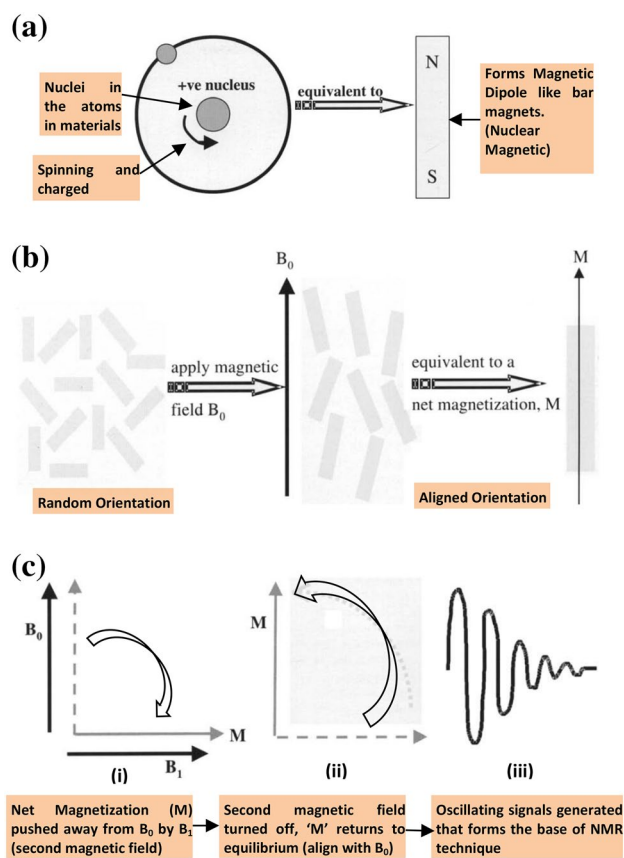 (a)
Nuclei in
the atoms
in materials
+ve nucleus
Spinning and
charged
equivalent to
N
S
Forms Magnetic
Dipole like bar
magnets.
(Nuclear
Magnetic)
(b)
Random Orientation
apply magnetic
field B₀
B₀
equivalent to a
net magnetization, M
Aligned Orientation
M
(c)
B₀
M
B₁
(i)
M
(ii)
(iii)
Net Magnetization (M)
pushed away from B₀ by B₁
(second magnetic field)
Second magnetic field
turned off, ‘M’ returns to
equilibrium (align with B₀)
Oscillating signals generated
that forms the base of NMR
technique